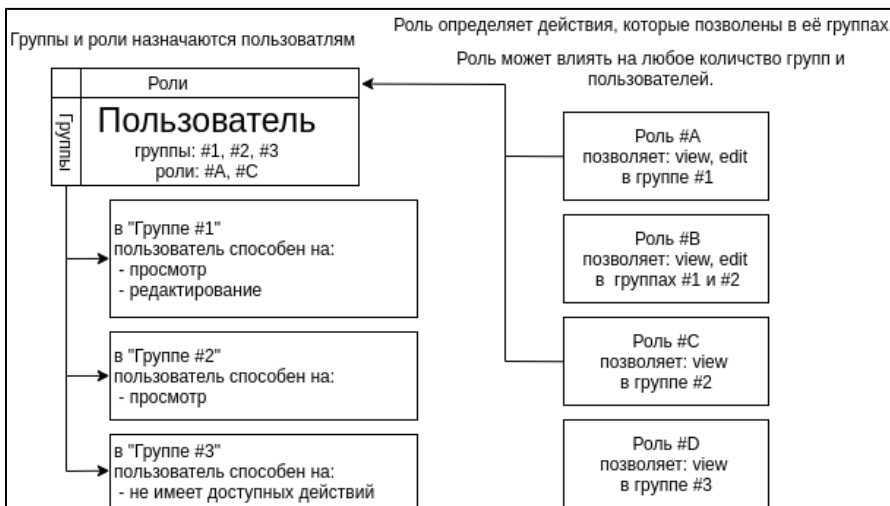 Группы и роли назначаются пользоватлям
Роли
Группы
Пользователь
группы: #1, #2, #3
роли: #A, #C
в "Группе #1"
пользователь способен на:
- просмотр
- редактирование
в "Группе #2"
пользователь способен на:
- просмотр
в "Группе #3"
пользователь способен на:
- не имеет доступных действий
Роль определяет действия, которые позволены в её группах.
Роль может влиять на любое количство групп и
пользователей.
Роль #A
позволяет: view, edit
в группе #1
Роль #B
позволяет: view, edit
в группах #1 и #2
Роль #C
позволяет: view
в группе #2
Роль #D
позволяет: view
в группе #3